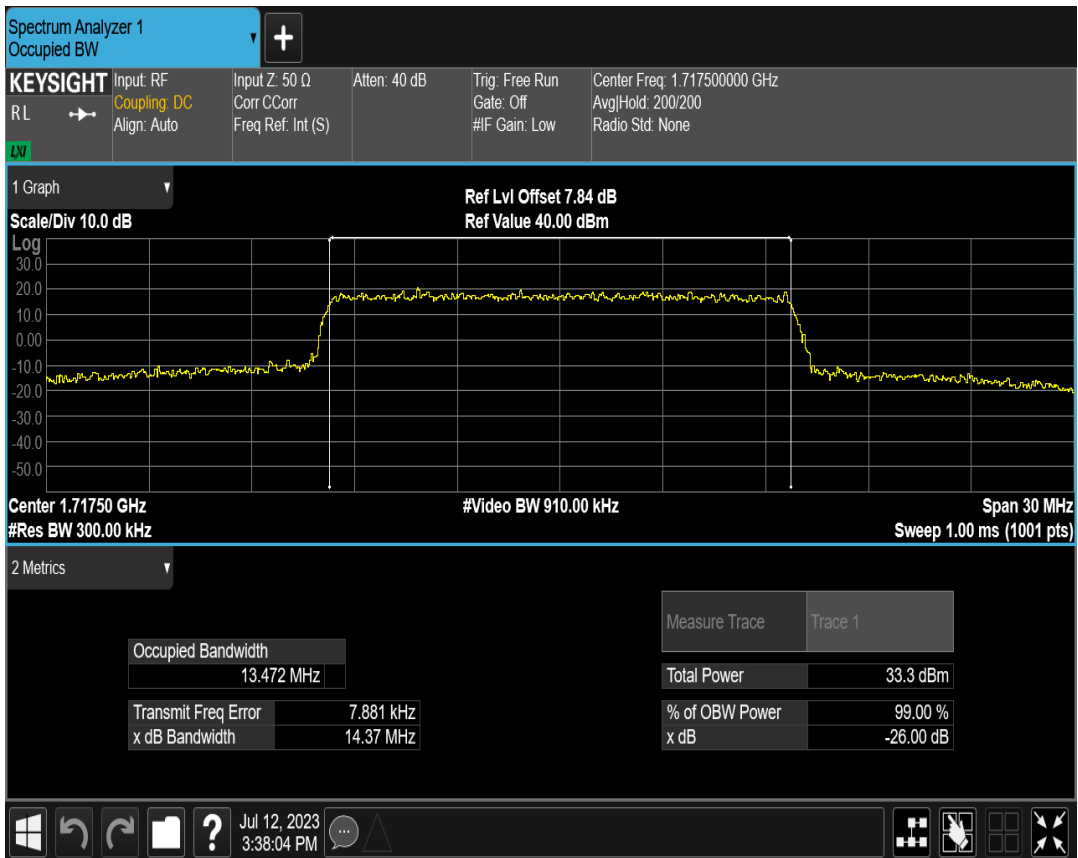 Spectrum Analyzer 1
Occupied BW
KEYSIGHT
RL
LXI
Input: RF
Coupling: DC
Align: Auto
Input Z: 50 Ω
Corr CCorr
Freq Ref: Int (S)
Atten: 40 dB
Trig: Free Run
Gate: Off
#IF Gain: Low
Center Freq: 1.717500000 GHz
Avg|Hold: 200/200
Radio Std: None
1 Graph
Scale/Div 10.0 dB
Ref Lvl Offset 7.84 dB
Ref Value 40.00 dBm
Log
30.0
20.0
10.0
0.00
-10.0
-20.0
-30.0
-40.0
-50.0
Center 1.71750 GHz
#Video BW 910.00 kHz
Span 30 MHz
#Res BW 300.00 kHz
Sweep 1.00 ms (1001 pts)
2 Metrics
Measure Trace Trace 1
Occupied Bandwidth
13.472 MHz
Total Power 33.3 dBm
Transmit Freq Error 7.881 kHz
% of OBW Power 99.00 %
x dB Bandwidth 14.37 MHz
x dB -26.00 dB
?
Jul 12, 2023
3:38:04 PM